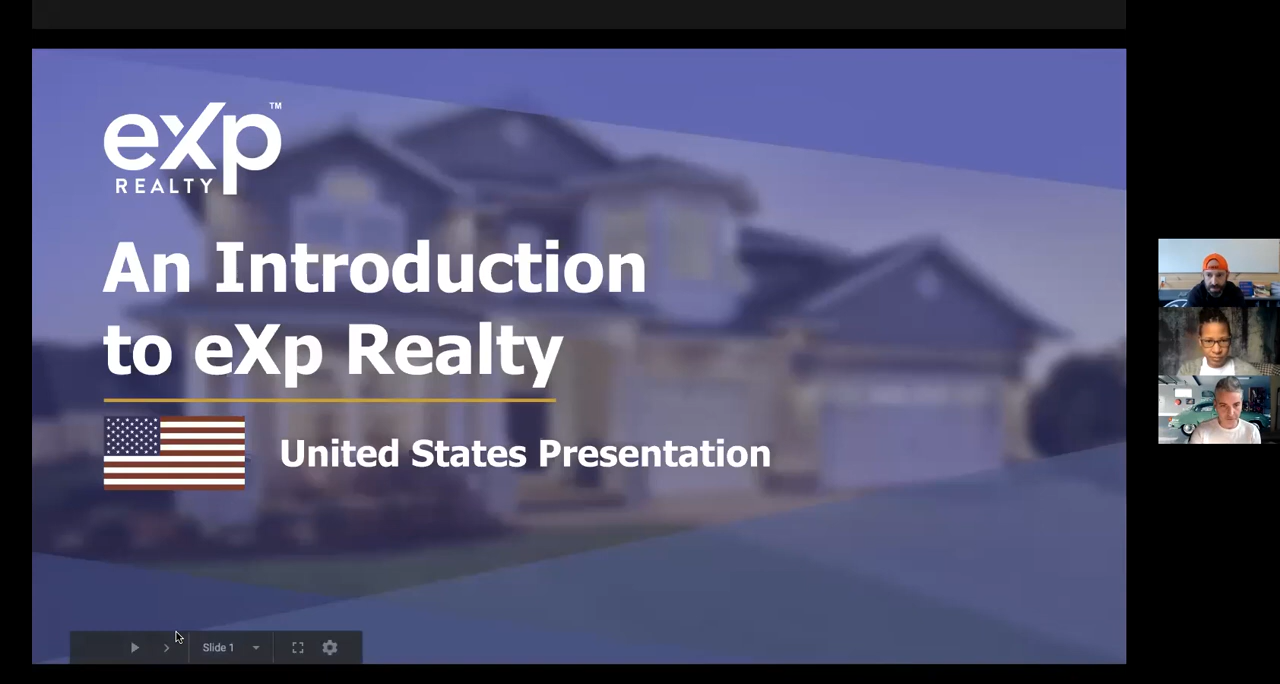 eXp™
REALTY
An Introduction
to eXp Realty
United States Presentation
Slide 1